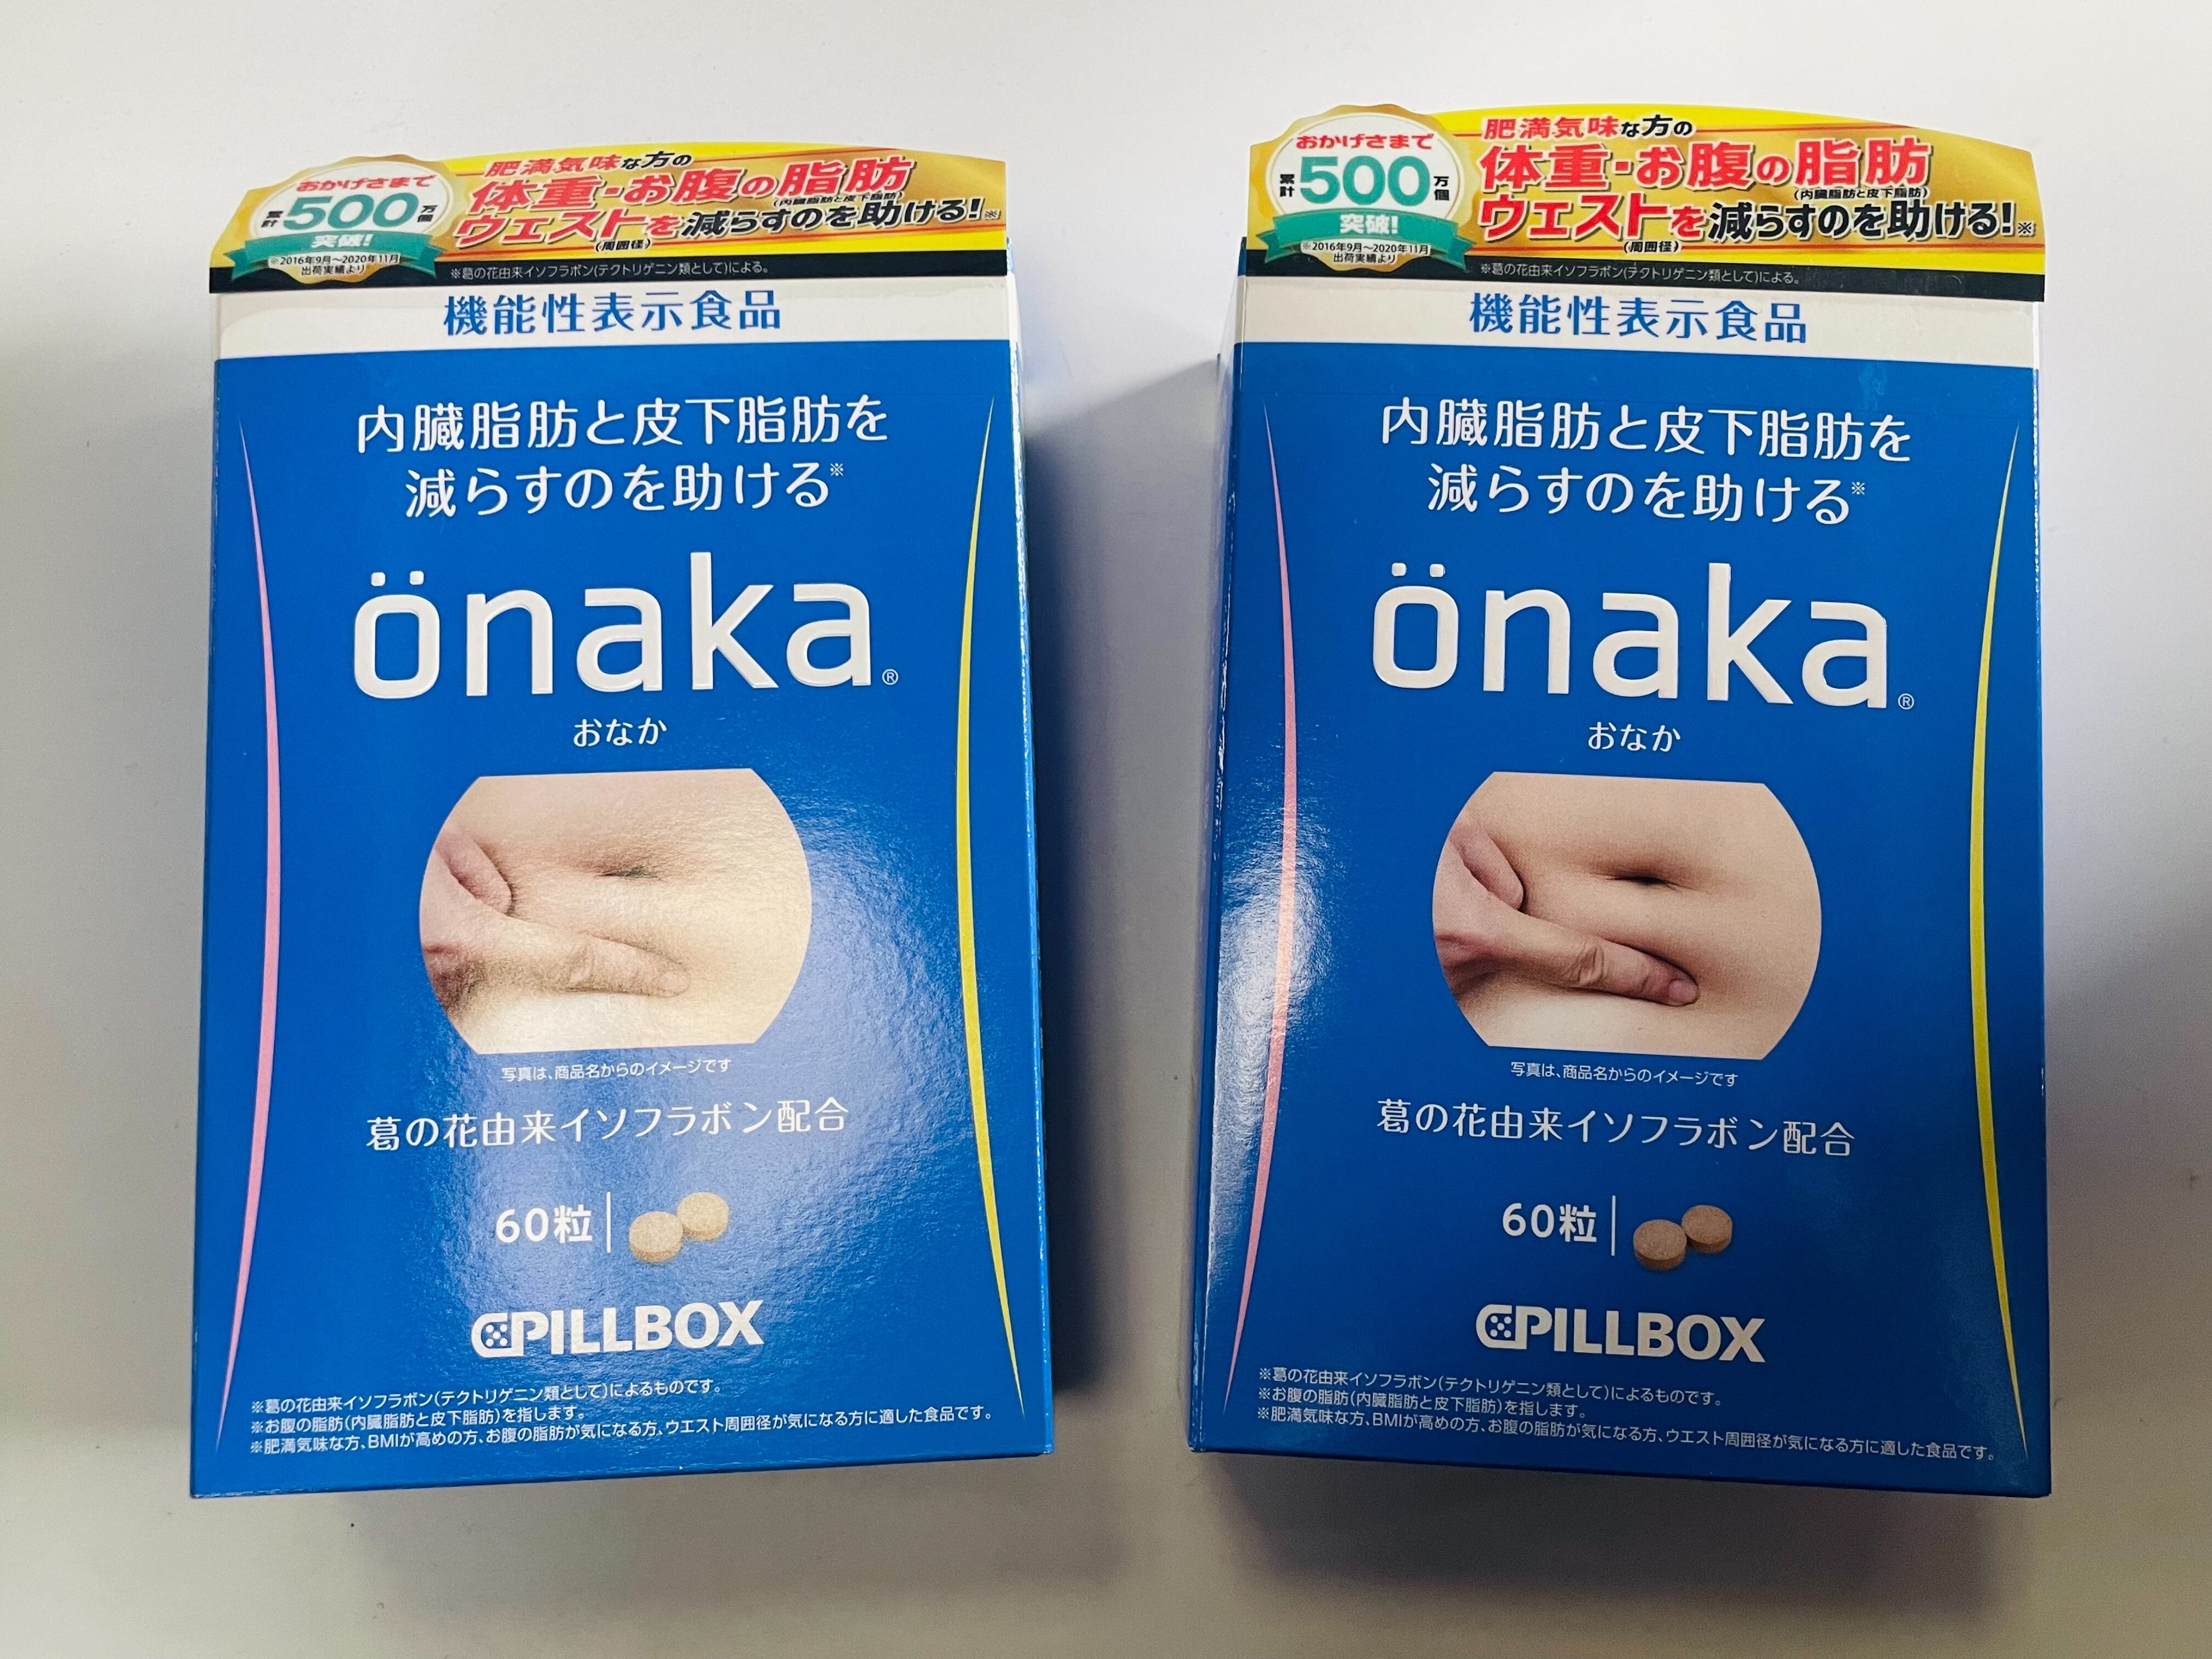 おかげさまで
累計500万個
突破!
※2016年9月〜2020年11月
出荷実績より
肥満気味な方の
体重・お腹の脂肪
(内臓脂肪と皮下脂肪)
ウエストを減らすのを助ける!※
(周囲径)
※葛の花由来イソフラボン(テクトリゲニン類として)による。
機能性表示食品
内臓脂肪と皮下脂肪を
減らすのを助ける※
önaka®
おなか
写真は、商品名からのイメージです
葛の花由来イソフラボン配合
60粒
PILLBOX
※葛の花由来イソフラボン(テクトリゲニン類として)によるものです。
※お腹の脂肪(内臓脂肪と皮下脂肪)を指します。
※肥満気味な方、BMIが高めの方、お腹の脂肪が気になる方、ウエスト周囲径が気になる方に適した食品です。
おかげさまで
累計500万個
突破!
※2016年9月〜2020年11月
出荷実績より
肥満気味な方の
体重・お腹の脂肪
(内臓脂肪と皮下脂肪)
ウエストを減らすのを助ける!※
(周囲径)
※葛の花由来イソフラボン(テクトリゲニン類として)による。
機能性表示食品
内臓脂肪と皮下脂肪を
減らすのを助ける※
önaka®
おなか
写真は、商品名からのイメージです
葛の花由来イソフラボン配合
60粒
PILLBOX
※葛の花由来イソフラボン(テクトリゲニン類として)によるものです。
※お腹の脂肪(内臓脂肪と皮下脂肪)を指します。
※肥満気味な方、BMIが高めの方、お腹の脂肪が気になる方、ウエスト周囲径が気になる方に適した食品です。